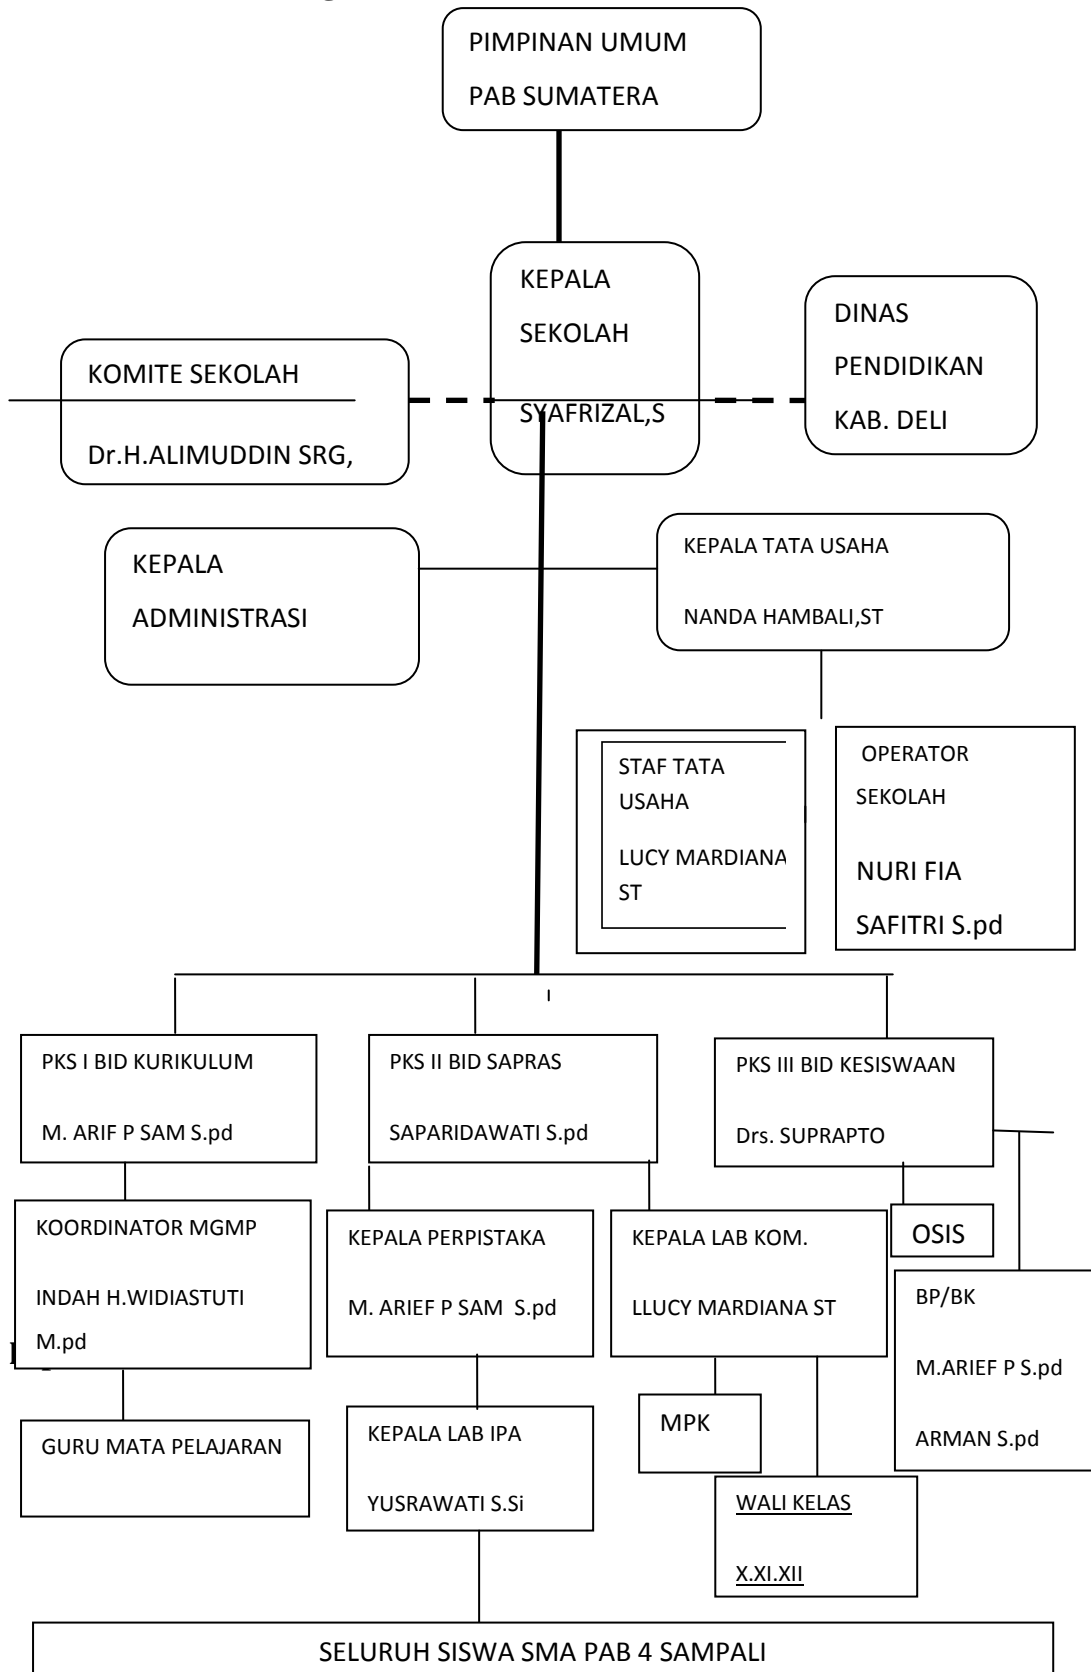 PIMPINAN UMUM
PAB SUMATERA
KEPALA
SEKOLAH
SYAFRIZAL,S
DINAS
PENDIDIKAN
KAB. DELI
KOMITE SEKOLAH
Dr.H.ALIMUDDIN SRG,
KEPALA
ADMINISTRASI
KEPALA TATA USAHA
NANDA HAMBALI,ST
STAF TATA
USAHA
LUCY MARDIANA
ST
OPERATOR
SEKOLAH
NURI FIA
SAFITRI S.pd
PKS I BID KURIKULUM
M. ARIF P SAM S.pd
PKS II BID SAPRAS
SAPARIDAWATI S.pd
PKS III BID KESISWAAN
Drs. SUPRAPTO
KOORDINATOR MGMP
INDAH H.WIDIASTUTI
M.pd
KEPALA PERPISTAKA
M. ARIEF P SAM S.pd
KEPALA LAB KOM.
LLUCY MARDIANA ST
OSIS
BP/BK
M.ARIEF P S.pd
ARMAN S.pd
GURU MATA PELAJARAN
KEPALA LAB IPA
YUSRAWATI S.Si
MPK
WALI KELAS
X.XI.XII
SELURUH SISWA SMA PAB 4 SAMPALI